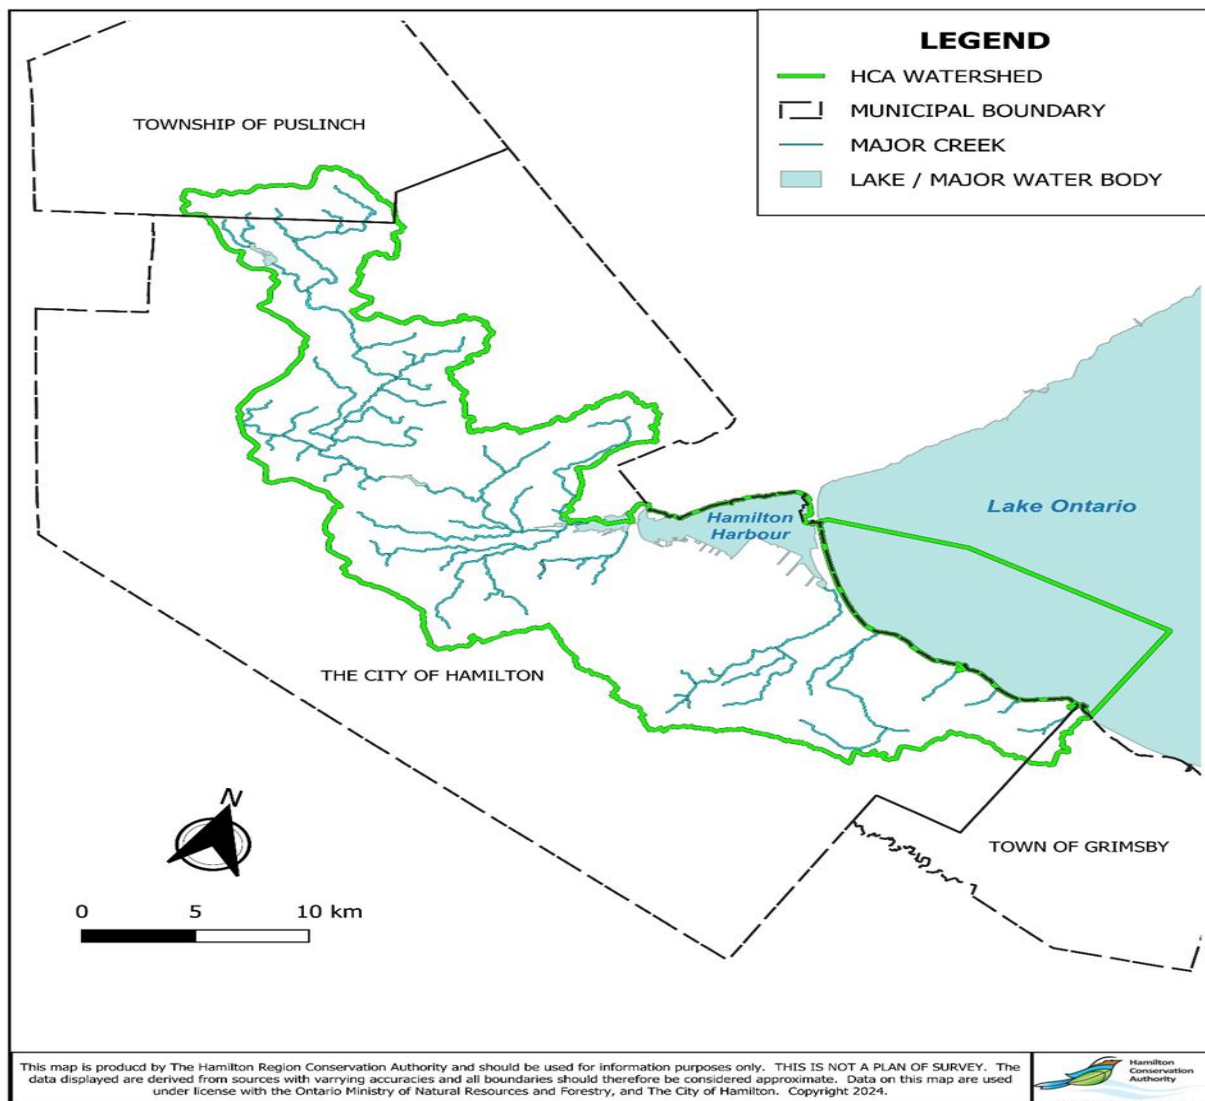 LEGEND
HCA WATERSHED
MUNICIPAL BOUNDARY
MAJOR CREEK
LAKE / MAJOR WATER BODY
TOWNSHIP OF PUSLINCH
Lake Ontario
Hamilton
Harbour
THE CITY OF HAMILTON
TOWN OF GRIMSBY
N
0 5 10 km
This map is producd by The Hamilton Region Conservation Authority and should be used for information purposes only. THIS IS NOT A PLAN OF SURVEY. The
data displayed are derived from sources with varrying accuracies and all boundaries should therefore be considered approximate. Data on this map are used
under license with the Ontario Ministry of Natural Resources and Forestry, and The City of Hamilton. Copyright 2024.
Hamilton
Conservation
Authority